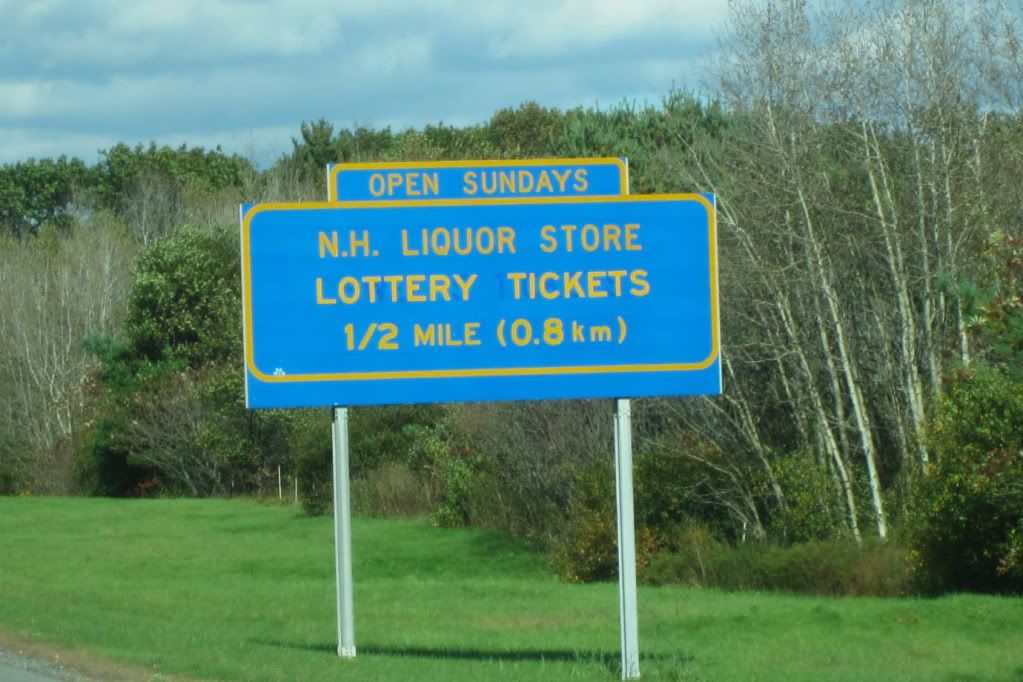 OPEN SUNDAYS
N.H. LIQUOR STORE
LOTTERY TICKETS
1/2 MILE (0.8 km)